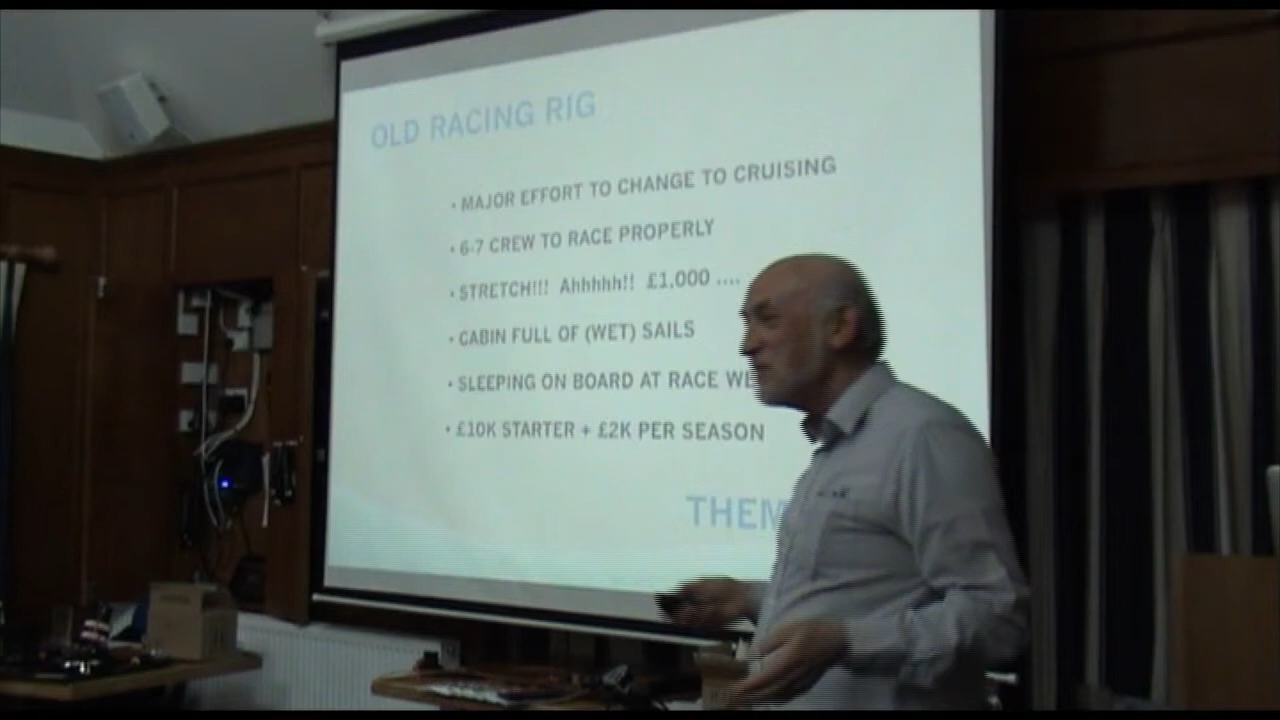 OLD RACING RIG
• MAJOR EFFORT TO CHANGE TO CRUISING
• 6-7 CREW TO RACE PROPERLY
• STRETCH!!! Ahhhhh!! £1,000 ....
• CABIN FULL OF (WET) SAILS
• SLEEPING ON BOARD AT RACE
• £10K STARTER + £2K PER SEASON
THEM